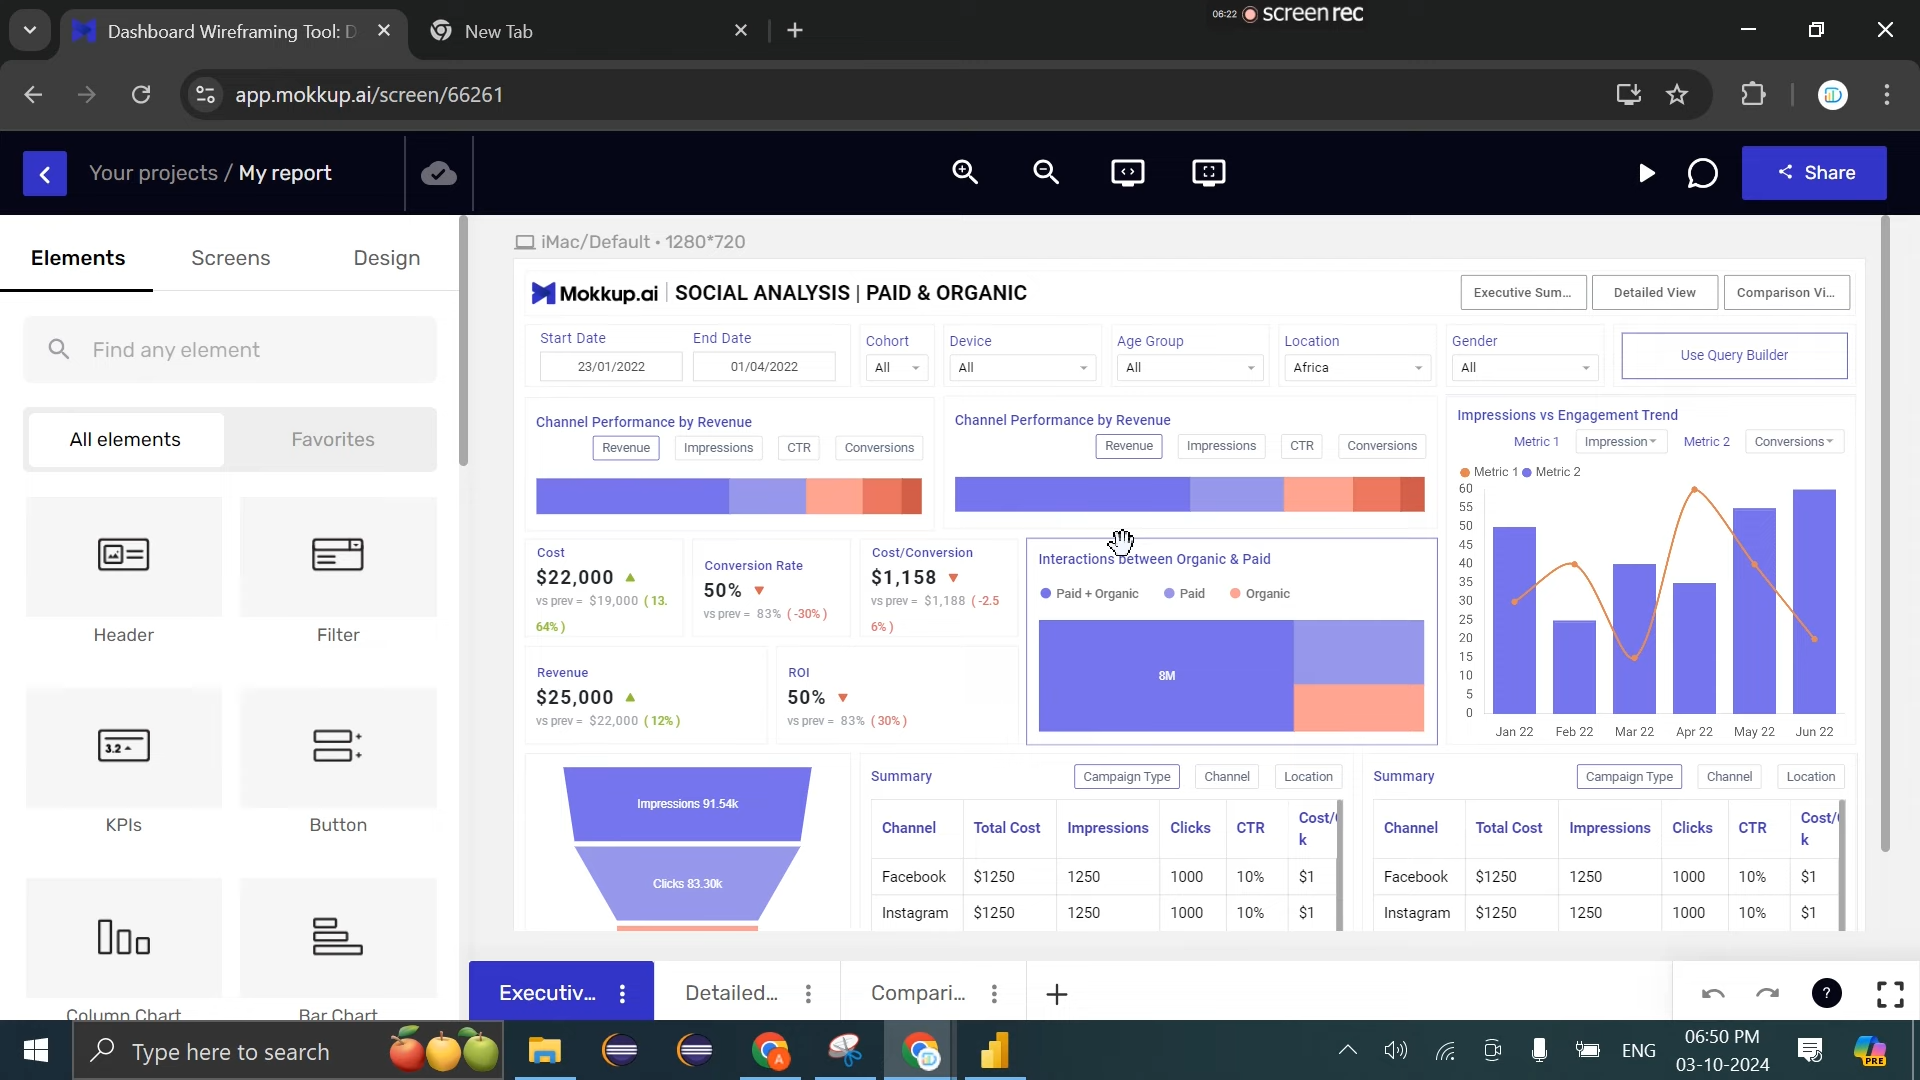 Dashboard Wireframing Tool: D
New Tab
06:22 screenrec
app.mokkup.ai/screen/66261
Your projects / My report
Share
Elements Screens Design
Find any element
All elements Favorites
Header Filter
3.2
KPIs Button
Column Chart Bar Chart
iMac/Default • 1280*720
Mokkup.ai SOCIAL ANALYSIS | PAID & ORGANIC
Executive Sum... Detailed View Comparison Vi...
Start Date End Date Cohort Device Age Group Location Gender
23/01/2022 01/04/2022 All All All Africa All
Use Query Builder
Channel Performance by Revenue
Revenue Impressions CTR Conversions
Channel Performance by Revenue
Revenue Impressions CTR Conversions
Impressions vs Engagement Trend
Metric 1 Impression Metric 2 Conversions
Metric 1 Metric 2
60
55
50
45
40
35
30
25
20
15
10
5
0
Jan 22 Feb 22 Mar 22 Apr 22 May 22 Jun 22
Cost
$22,000
vs prev = $19,000 (13.
64%)
Conversion Rate
50%
vs prev = 83% (-30%)
Cost/Conversion
$1,158
vs prev = $1,188 (-2.5
6%)
Revenue
$25,000
vs prev = $22,000 (12%)
ROI
50%
vs prev = 83% (30%)
Interactions between Organic & Paid
Paid + Organic Paid Organic
8M
Impressions 91.54k
Clicks 83.30k
Summary Campaign Type Channel Location
Channel Total Cost Impressions Clicks CTR Cost/
k
Facebook $1250 1250 1000 10% $1
Instagram $1250 1250 1000 10% $1
Summary Campaign Type Channel Location
Channel Total Cost Impressions Clicks CTR Cost/
k
Facebook $1250 1250 1000 10% $1
Instagram $1250 1250 1000 10% $1
Executiv... Detailed... Compari...
?
Type here to search
A
ENG
06:50 PM
03-10-2024
PRE